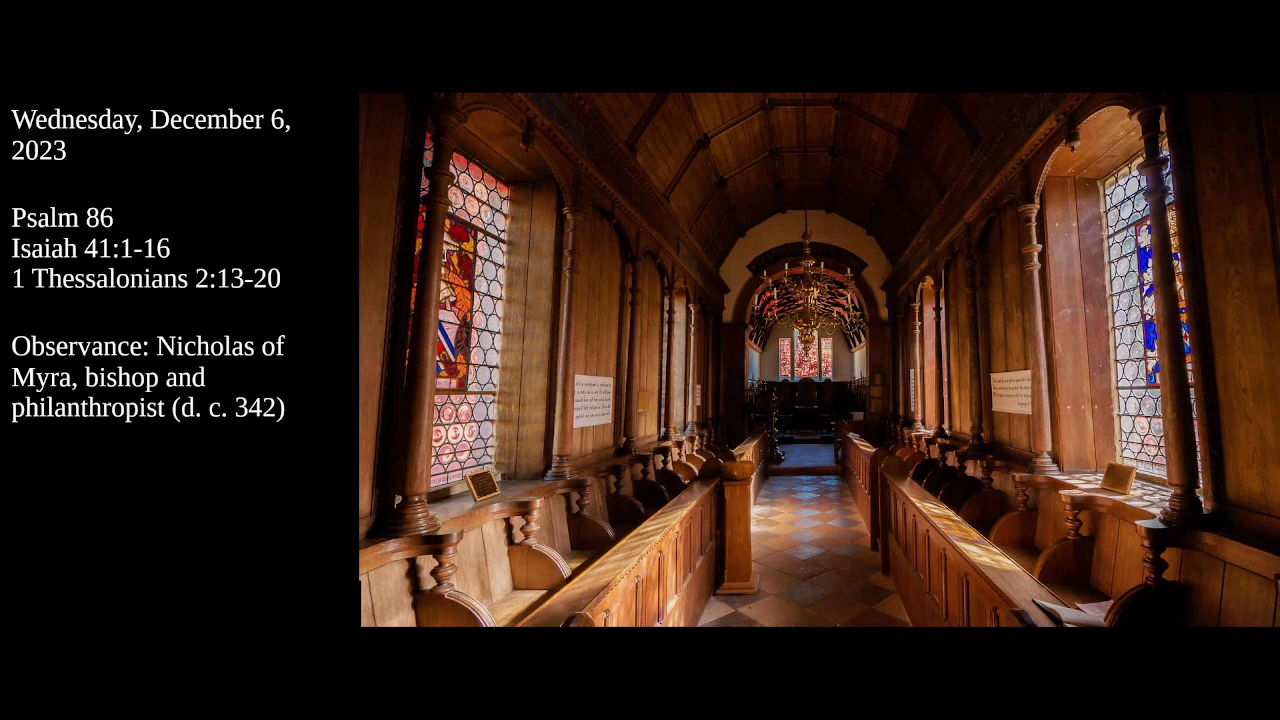 Wednesday, December 6,
2023
Psalm 86
Isaiah 41:1-16
1 Thessalonians 2:13-20
Observance: Nicholas of
Myra, bishop and
philanthropist (d. c. 342)